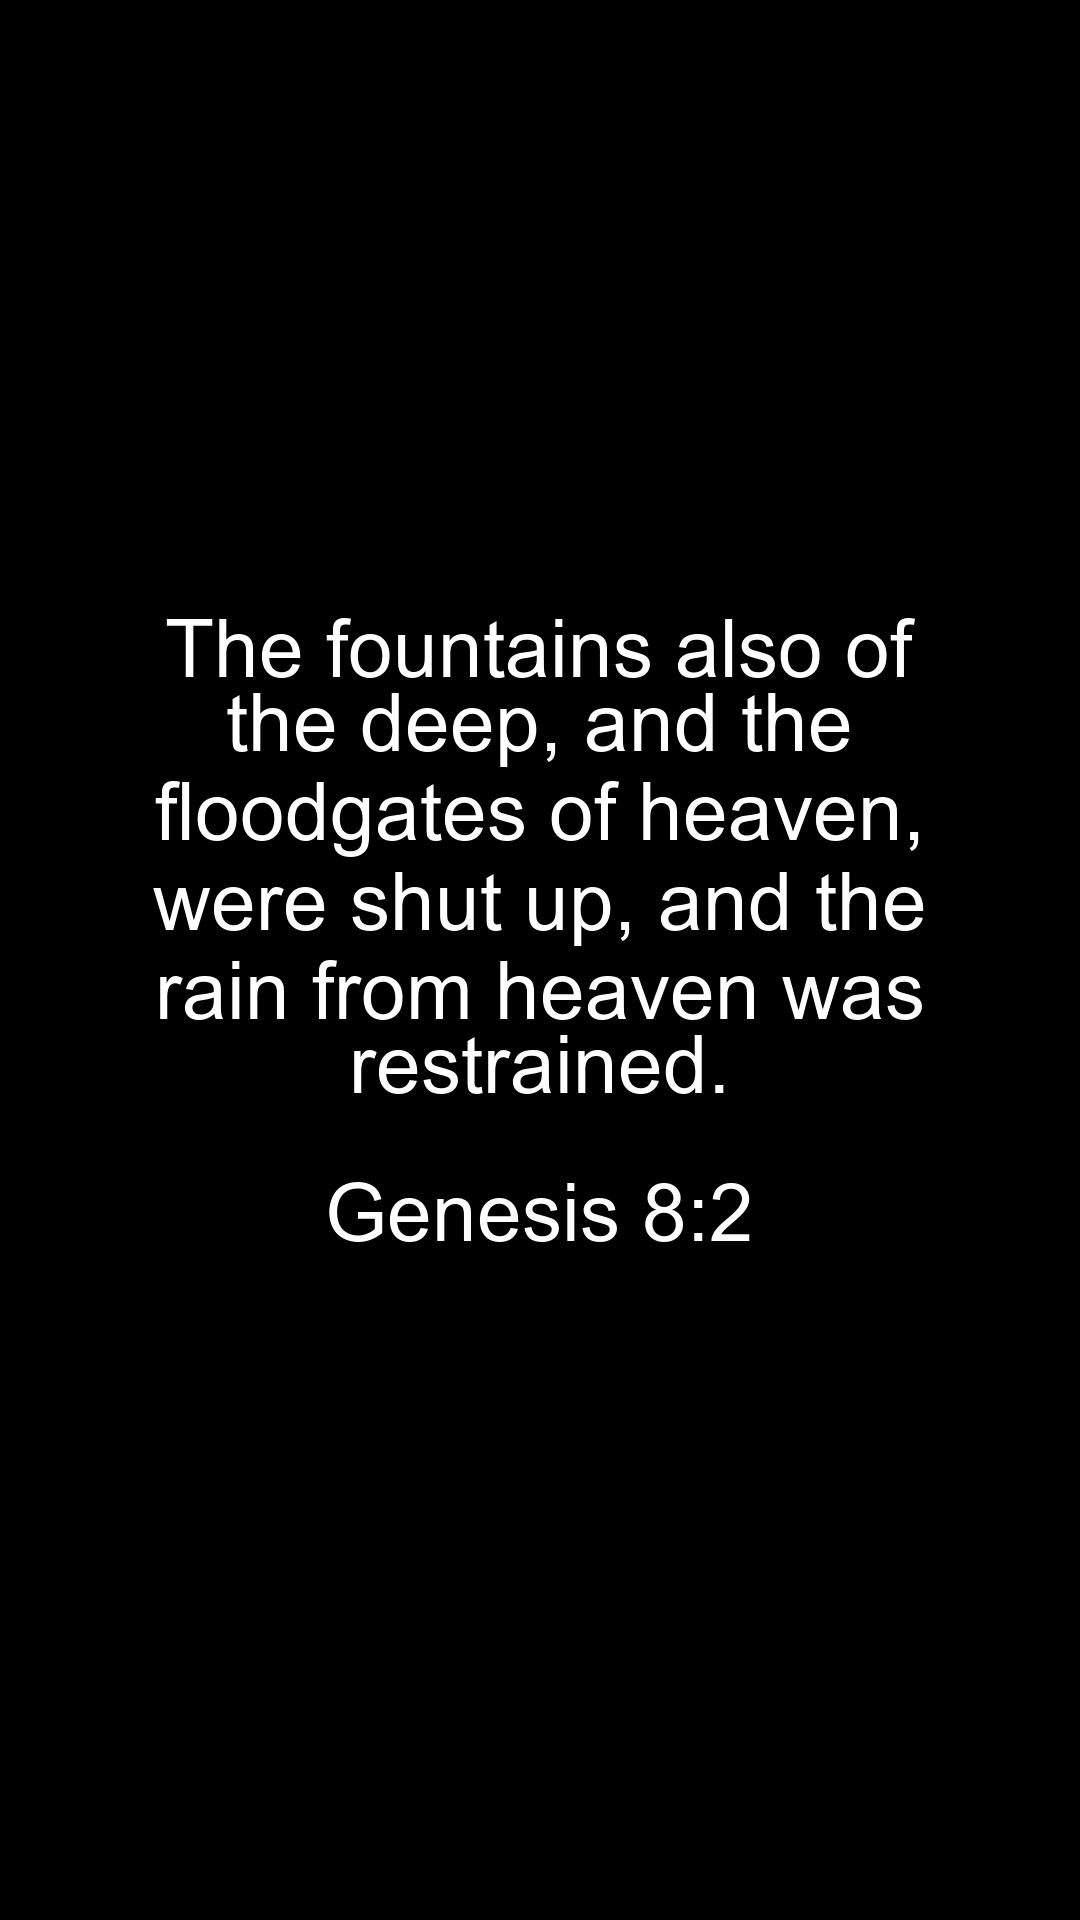 The fountains also of
the deep, and the
floodgates of heaven,
were shut up, and the
rain from heaven was
restrained.
Genesis 8:2